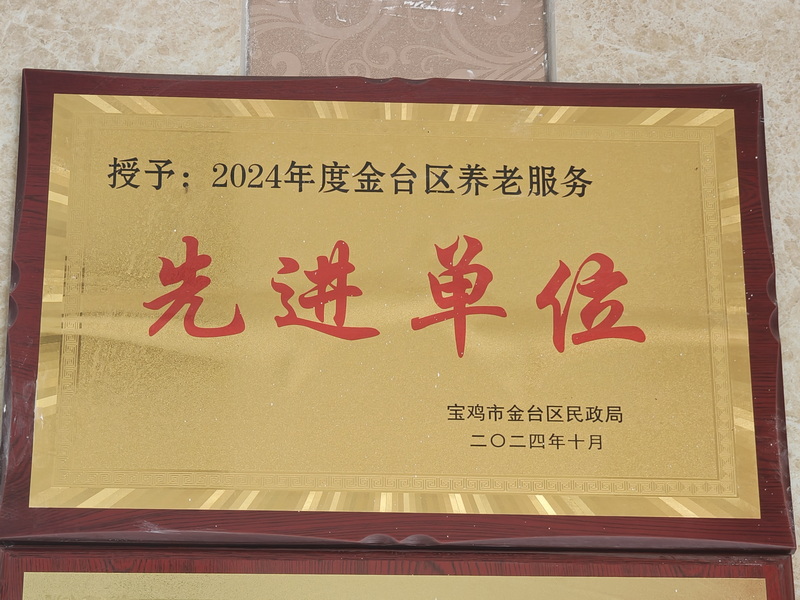 授予：2024年度金台区养老服务
先进单位
宝鸡市金台区民政局
二〇二四年十月